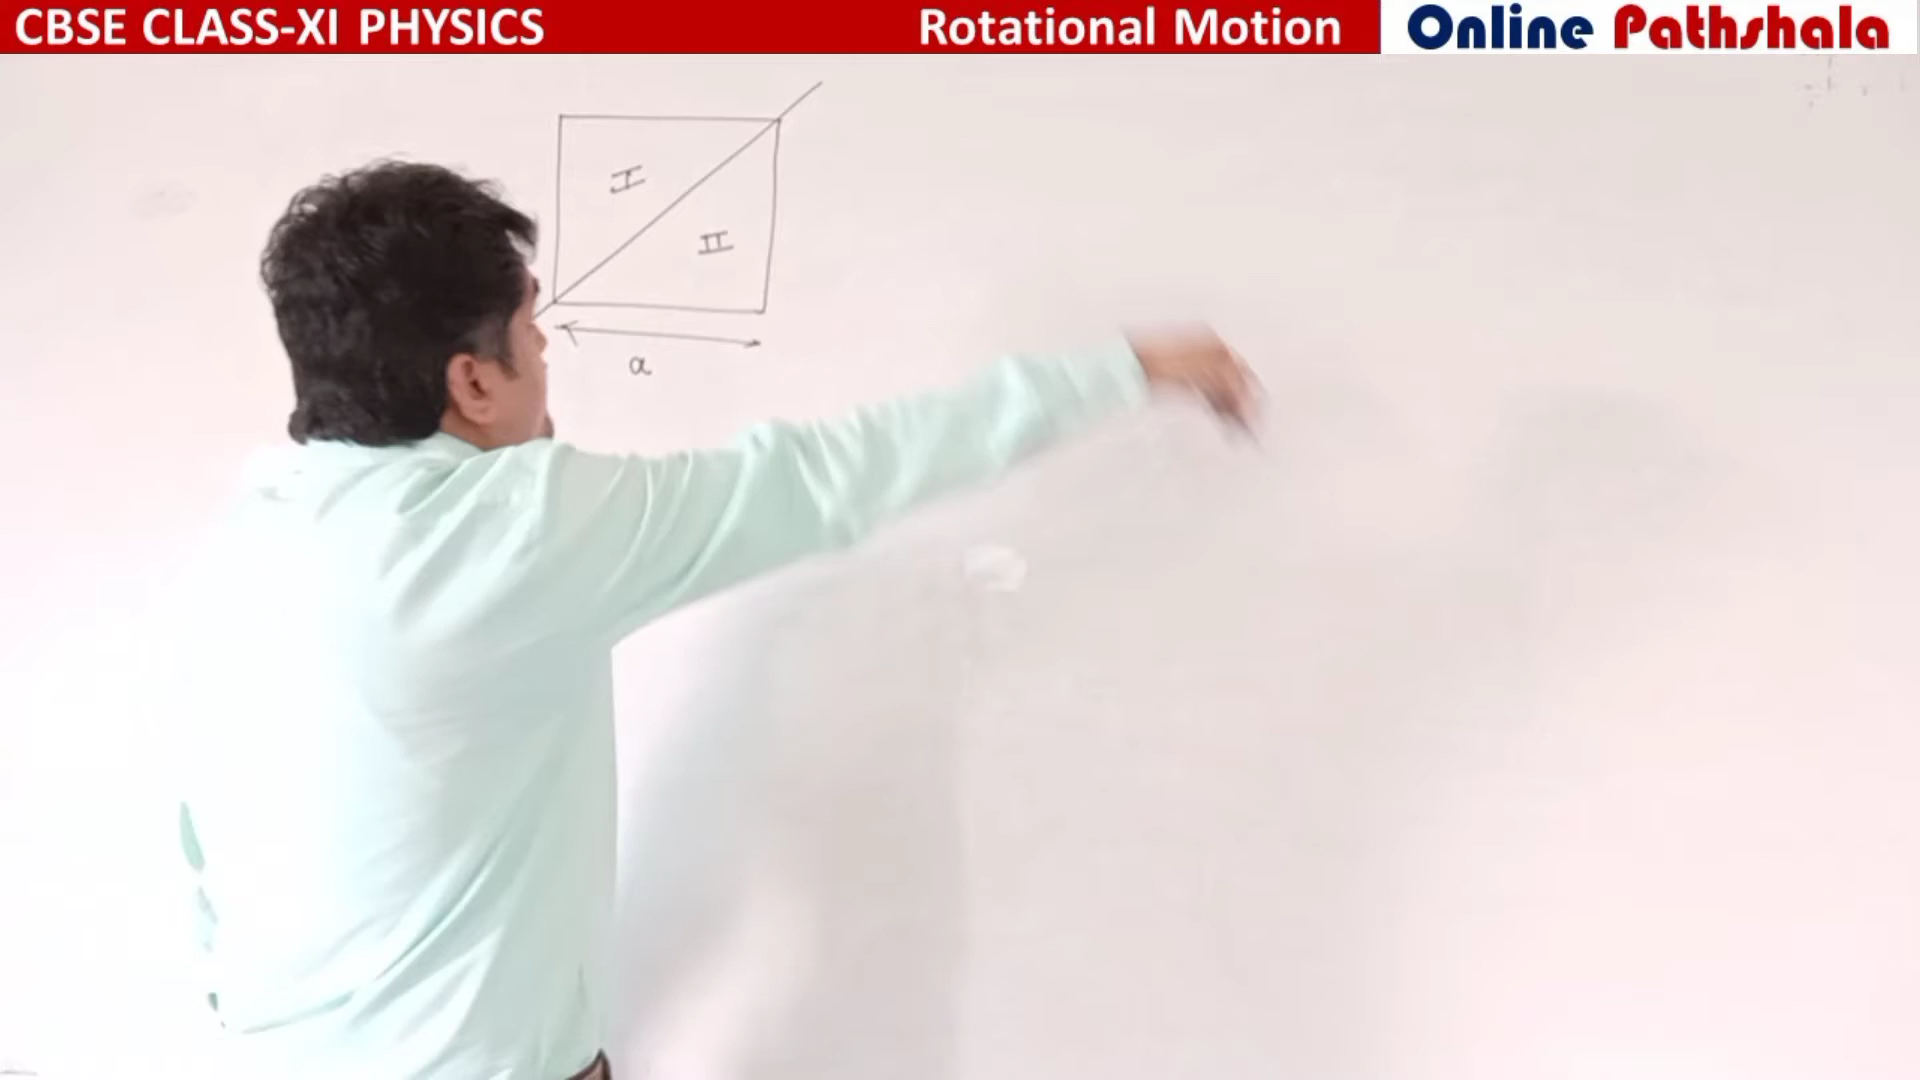 CBSE CLASS-XI PHYSICS
Rotational Motion
Online Pathshala
I
II
a